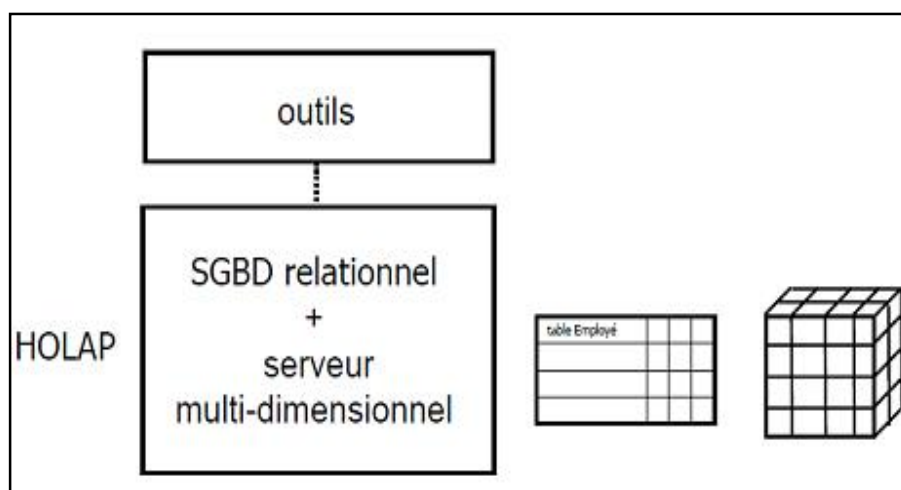 outils
HOLAP
SGBD relationnel
+
serveur
multi-dimensionnel
table Employé